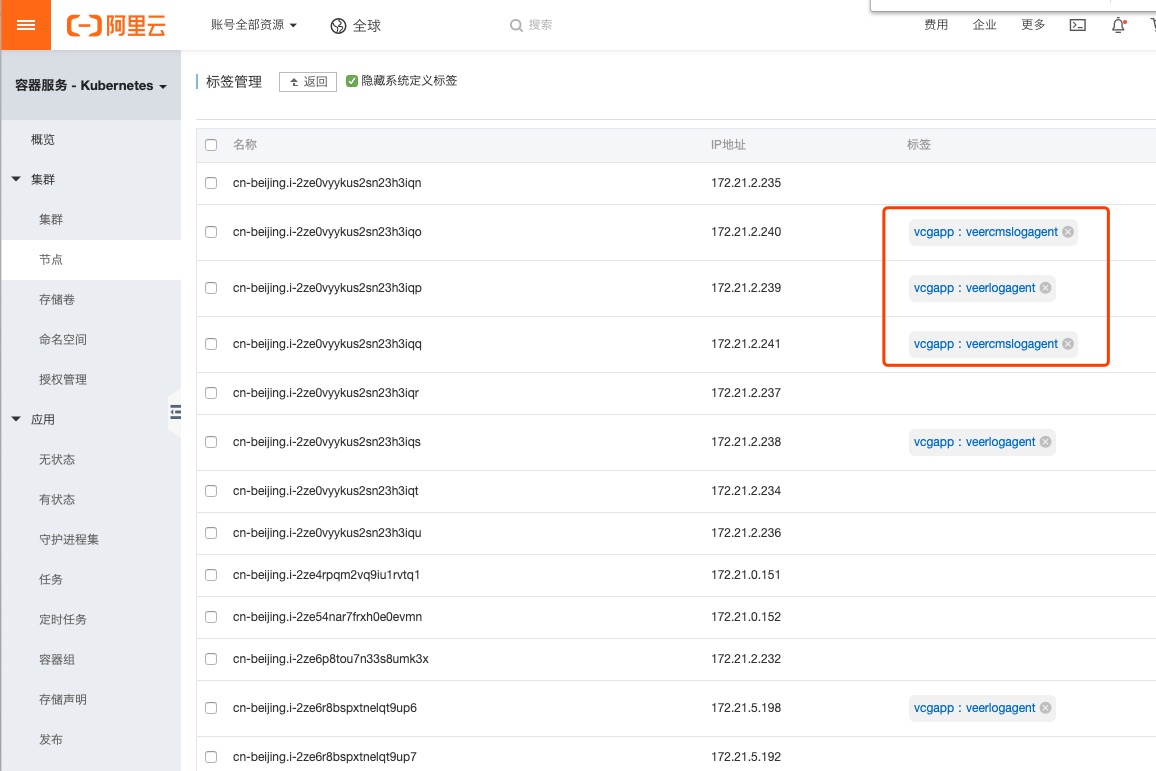 阿里云 账号全部资源 全球 搜索 费用 企业 更多
容器服务 - Kubernetes
概览
集群
集群
节点
存储卷
命名空间
授权管理
应用
无状态
有状态
守护进程集
任务
定时任务
容器组
存储声明
发布
标签管理 返回 隐藏系统定义标签
名称 IP地址 标签
cn-beijing.i-2ze0vyykus2sn23h3iqn 172.21.2.235
cn-beijing.i-2ze0vyykus2sn23h3iqo 172.21.2.240 vcgapp：veercmslogagent
cn-beijing.i-2ze0vyykus2sn23h3iqp 172.21.2.239 vcgapp：veerlogagent
cn-beijing.i-2ze0vyykus2sn23h3iqq 172.21.2.241 vcgapp：veercmslogagent
cn-beijing.i-2ze0vyykus2sn23h3iqr 172.21.2.237
cn-beijing.i-2ze0vyykus2sn23h3iqs 172.21.2.238 vcgapp：veerlogagent
cn-beijing.i-2ze0vyykus2sn23h3iqt 172.21.2.234
cn-beijing.i-2ze0vyykus2sn23h3iqu 172.21.2.236
cn-beijing.i-2ze4rpqm2vq9iu1rvtq1 172.21.0.151
cn-beijing.i-2ze54nar7frxh0e0evmn 172.21.0.152
cn-beijing.i-2ze6p8tou7n33s8umk3x 172.21.2.232
cn-beijing.i-2ze6r8bspxtnelqt9up6 172.21.5.198 vcgapp：veerlogagent
cn-beijing.i-2ze6r8bspxtnelqt9up7 172.21.5.192